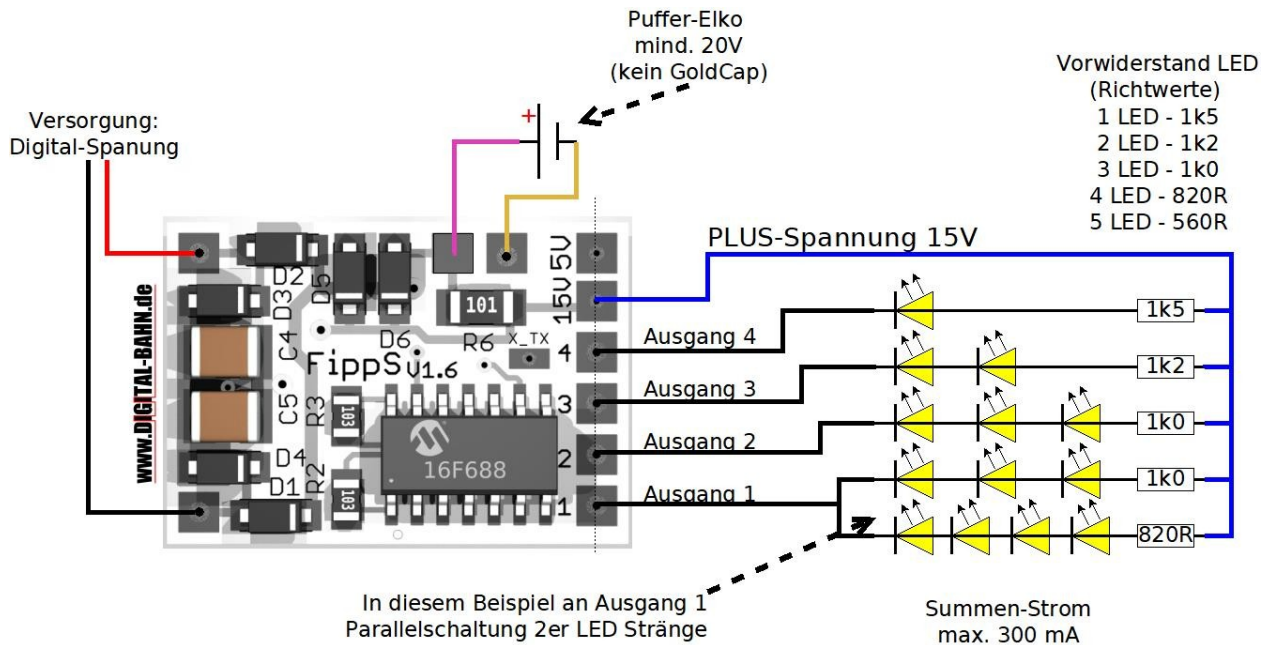 Puffer-Elko
mind. 20V
(kein GoldCap)
Vorwiderstand LED
(Richtwerte)
1 LED - 1k5
2 LED - 1k2
3 LED - 1k0
4 LED - 820R
5 LED - 560R
Versorgung:
Digital-Spanung
+
PLUS-Spannung 15V
www.DIGITAL-BAHN.de
D2
D3
D5
5V
15V
101
C4
D6
R6
X_TX
4
FippS V1.6
C5
R3
103
3
D4
R2
103
16F688
2
D1
1
Ausgang 4
1k5
Ausgang 3
1k2
Ausgang 2
1k0
Ausgang 1
1k0
820R
In diesem Beispiel an Ausgang 1
Parallelschaltung 2er LED Stränge
Summen-Strom
max. 300 mA